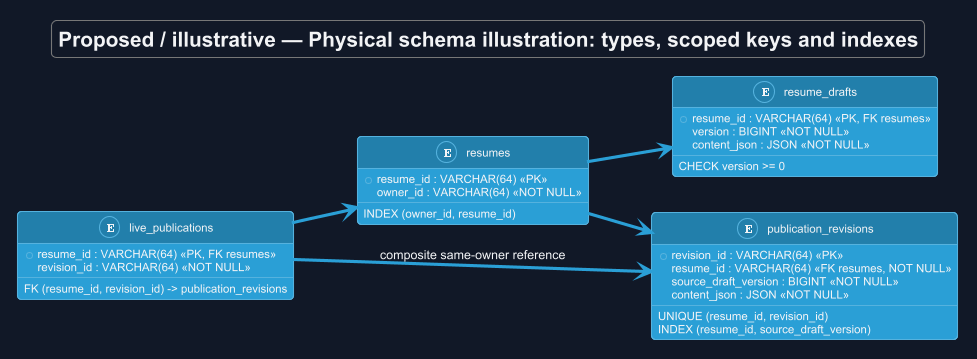 Proposed / illustrative — Physical schema illustration: types, scoped keys and indexes
E resume_drafts
resume_id : VARCHAR(64) «PK, FK resumes»
version : BIGINT «NOT NULL»
content_json : JSON «NOT NULL»
CHECK version >= 0
E resumes
resume_id : VARCHAR(64) «PK»
owner_id : VARCHAR(64) «NOT NULL»
INDEX (owner_id, resume_id)
E live_publications
resume_id : VARCHAR(64) «PK, FK resumes»
revision_id : VARCHAR(64) «NOT NULL»
FK (resume_id, revision_id) -> publication_revisions
composite same-owner reference
E publication_revisions
revision_id : VARCHAR(64) «PK»
resume_id : VARCHAR(64) «FK resumes, NOT NULL»
source_draft_version : BIGINT «NOT NULL»
content_json : JSON «NOT NULL»
UNIQUE (resume_id, revision_id)
INDEX (resume_id, source_draft_version)